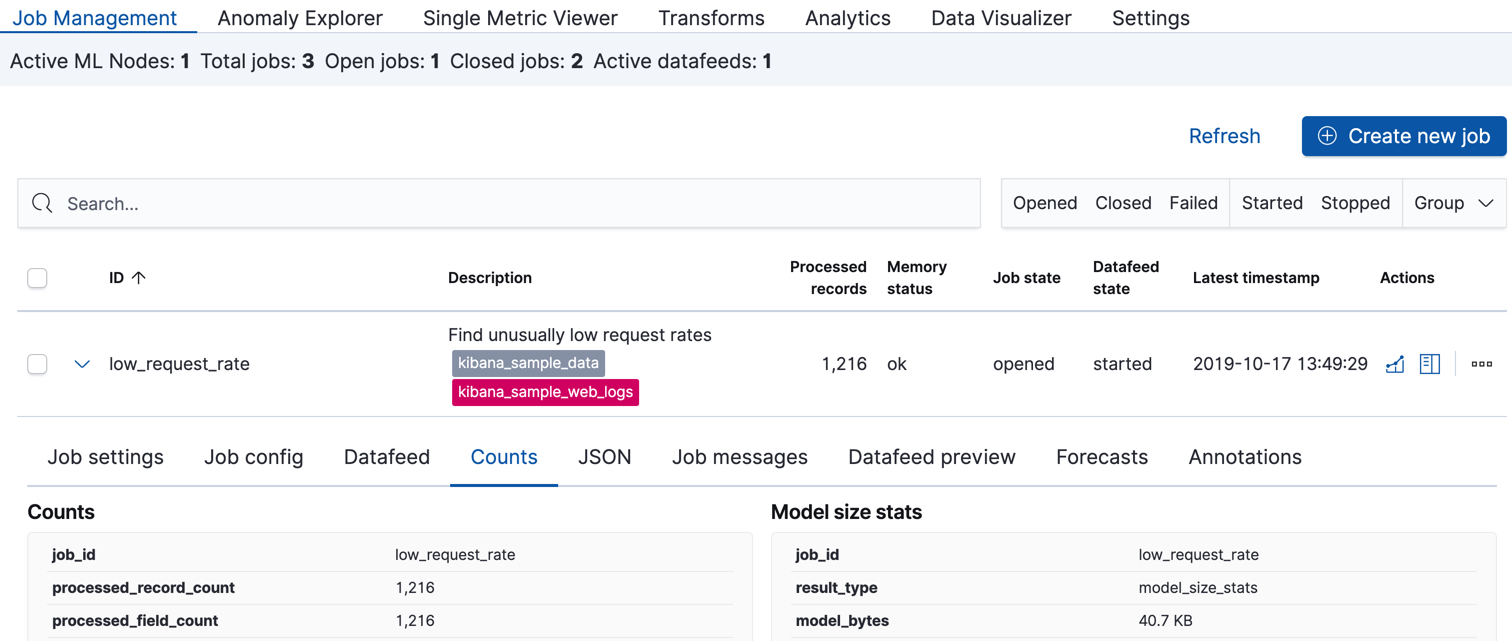 Job Management Anomaly Explorer Single Metric Viewer Transforms Analytics Data Visualizer Settings
Active ML Nodes: 1 Total jobs: 3 Open jobs: 1 Closed jobs: 2 Active datafeeds: 1
Refresh Create new job
Search... Opened Closed Failed Started Stopped Group
ID Description Processed records Memory status Job state Datafeed state Latest timestamp Actions
Find unusually low request rates
low_request_rate kibana_sample_data 1,216 ok opened started 2019-10-17 13:49:29
kibana_sample_web_logs
Job settings Job config Datafeed Counts JSON Job messages Datafeed preview Forecasts Annotations
Counts Model size stats
job_id low_request_rate job_id low_request_rate
processed_record_count 1,216 result_type model_size_stats
processed_field_count 1,216 model_bytes 40.7 KB